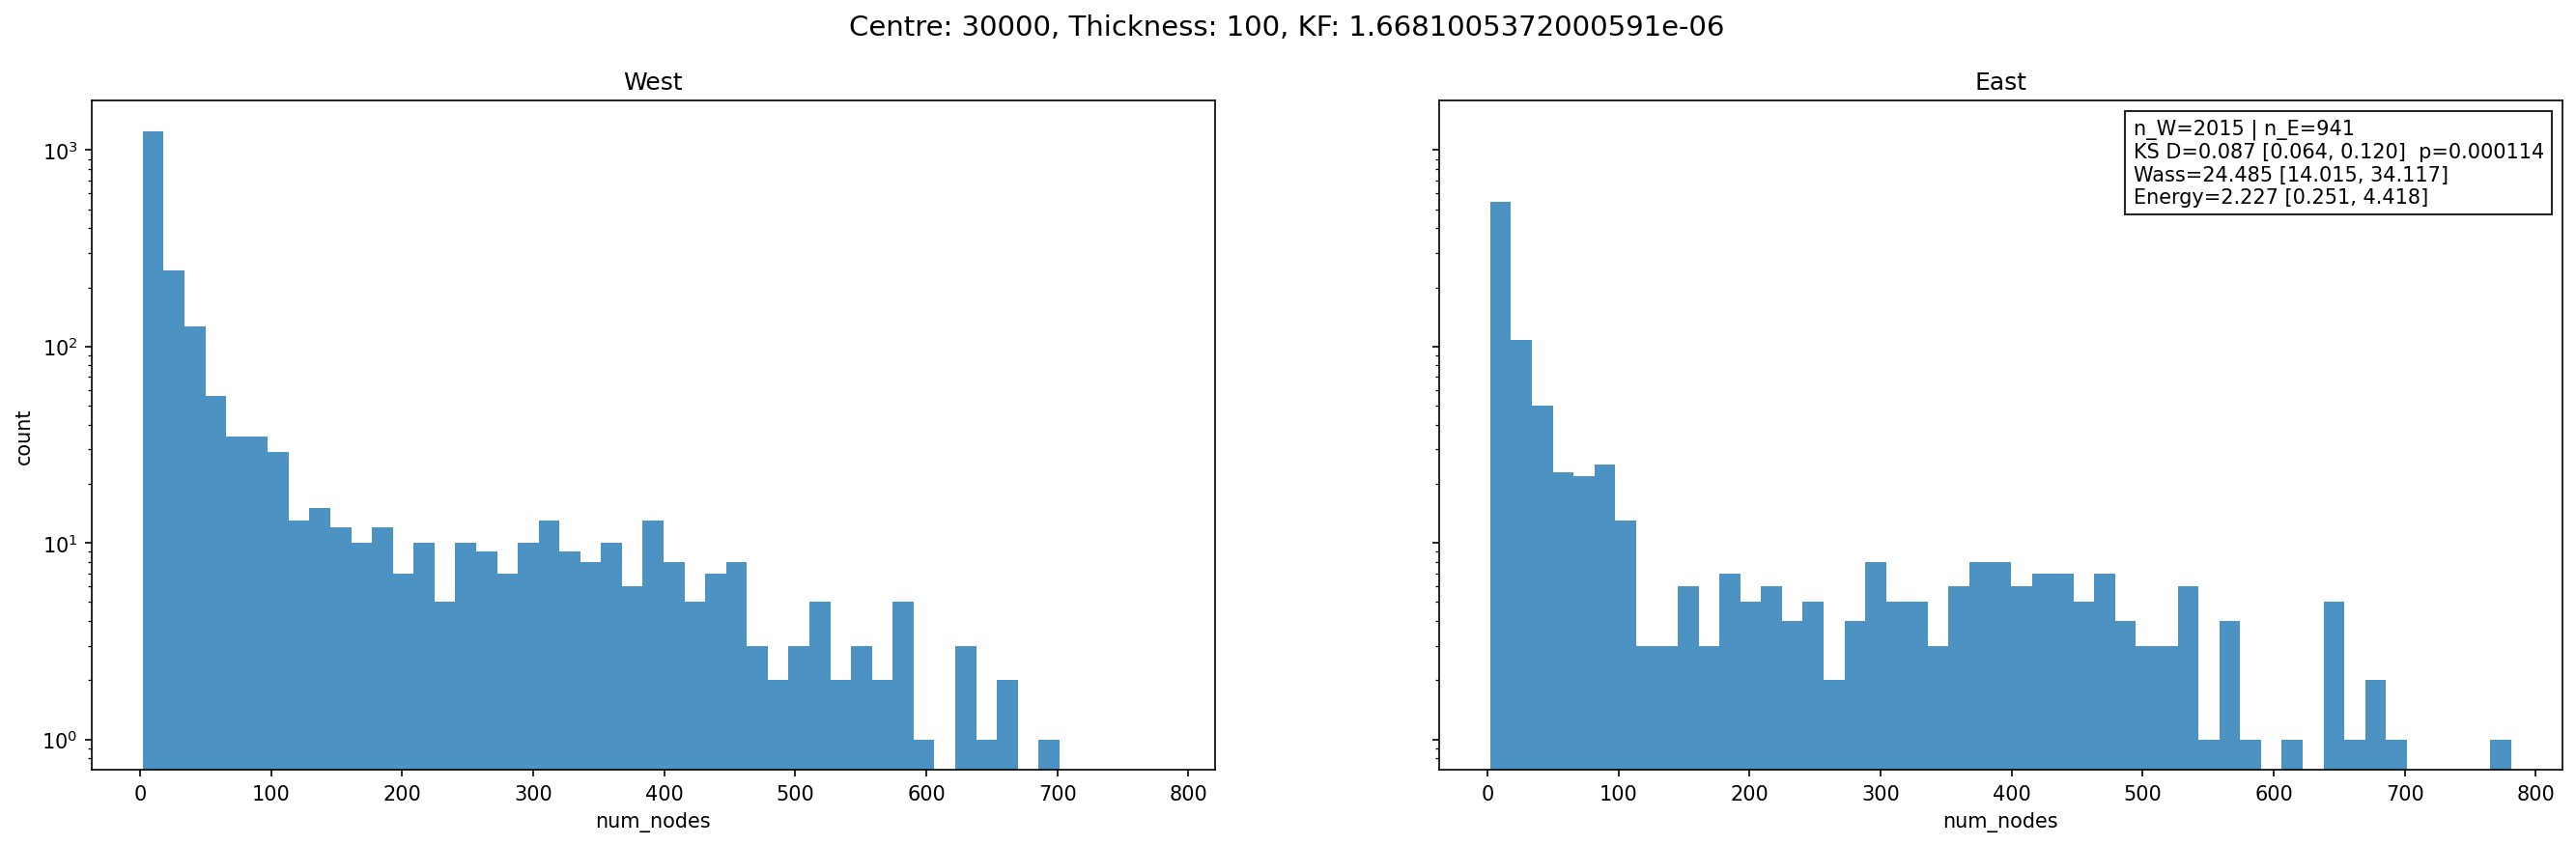 Centre: 30000, Thickness: 100, KF: 1.6681005372000591e-06
West
10³
10²
10¹
10⁰
count
0 100 200 300 400 500 600 700 800
num_nodes
East
n_W=2015 | n_E=941
KS D=0.087 [0.064, 0.120] p=0.000114
Wass=24.485 [14.015, 34.117]
Energy=2.227 [0.251, 4.418]
0 100 200 300 400 500 600 700 800
num_nodes